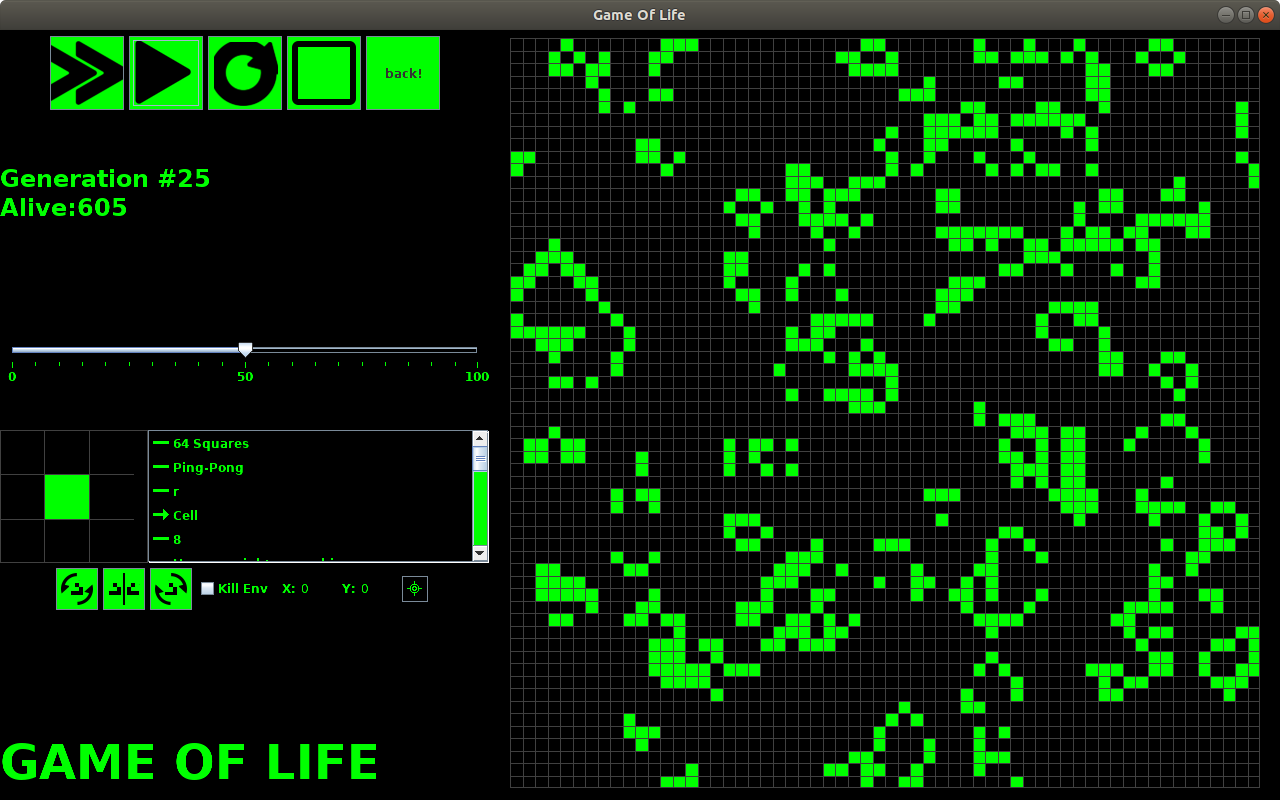 Game Of Life
back!
Generation #25
Alive:605
0 50 100
64 Squares
Ping-Pong
r
Cell
8
Kill Env X: 0 Y: 0
GAME OF LIFE